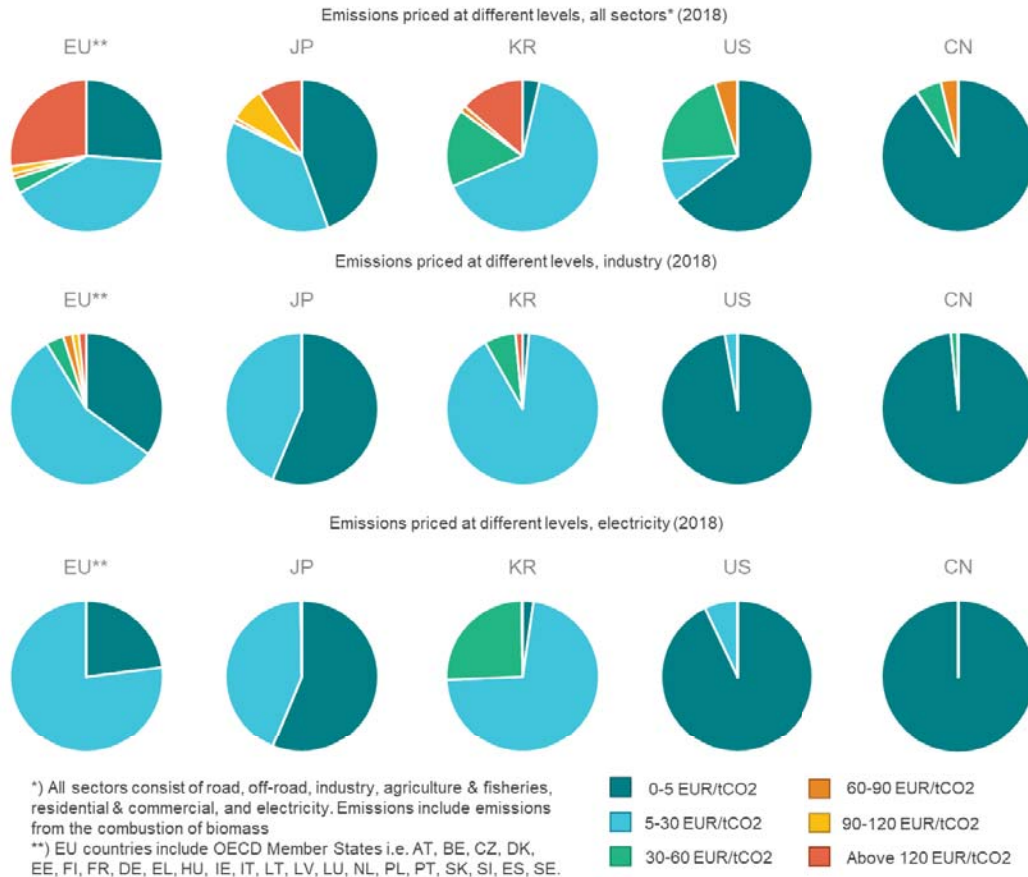 Emissions priced at different levels, all sectors* (2018)
EU** JP KR US CN
Emissions priced at different levels, industry (2018)
EU** JP KR US CN
Emissions priced at different levels, electricity (2018)
EU** JP KR US CN
*) All sectors consist of road, off-road, industry, agriculture & fisheries,
residential & commercial, and electricity. Emissions include emissions
from the combustion of biomass
**) EU countries include OECD Member States i.e. AT, BE, CZ, DK,
EE, FI, FR, DE, EL, HU, IE, IT, LT, LV, LU, NL, PL, PT, SK, SI, ES, SE.
0-5 EUR/tCO2
5-30 EUR/tCO2
30-60 EUR/tCO2
60-90 EUR/tCO2
90-120 EUR/tCO2
Above 120 EUR/tCO2